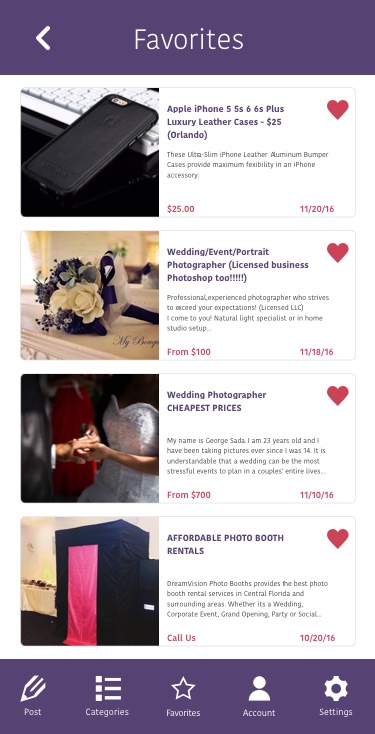 Favorites
Apple iPhone 5 5s 6 6s Plus
Luxury Leather Cases - $25
(Orlando)
These Ultra-Slim iPhone Leather Aluminum Bumper
Cases provide maximum fexibility in an iPhone
accessory.
$25.00 11/20/16
Wedding/Event/Portrait
Photographer (Licensed business
Photoshop too!!!!!)
Professional,experienced photographer who strives
to exceed your expectations! (Licensed LLC)
I come to you! Natural light specialist or in home
studio setup...
My Bouqu
From $100 11/18/16
Wedding Photographer
CHEAPEST PRICES
My name is George Sada. I am 23 years old and I
have been taking pictures ever since I was 14. It is
understandable that a wedding can be the most
stressful events to plan in a couples' entire lives...
From $700 11/10/16
AFFORDABLE PHOTO BOOTH
RENTALS
DreamVision Photo Booths provides the best photo
booth rental services in Central Florida and
surrounding areas. Whether its a Wedding,
Corporate Event, Grand Opening, Party or Social...
Call Us 10/20/16
Post Categories Favorites Account Settings